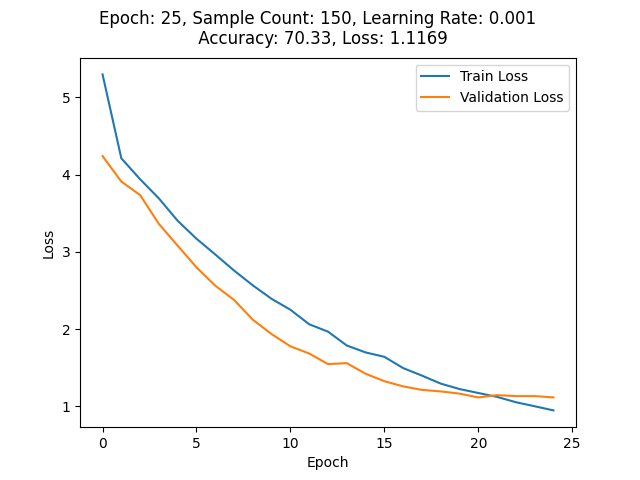 Epoch: 25, Sample Count: 150, Learning Rate: 0.001
Accuracy: 70.33, Loss: 1.1169
Train Loss
Validation Loss
5
4
3
2
1
Loss
0
5
10
15
20
25
Epoch